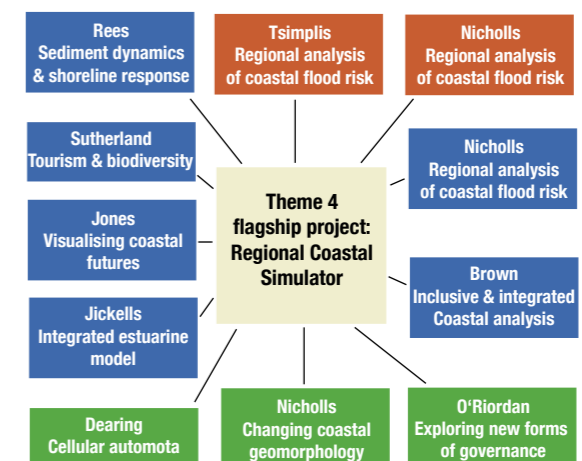 Rees
Sediment dynamics
& shoreline response
Tsimplis
Regional analysis
of coastal flood risk
Nicholls
Regional analysis
of coastal flood risk
Sutherland
Tourism & biodiversity
Nicholls
Regional analysis
of coastal flood risk
Theme 4
flagship project:
Regional Coastal
Simulator
Jones
Visualising coastal
futures
Brown
Inclusive & integrated
Coastal analysis
Jickells
Integrated estuarine
model
Dearing
Cellular automota
Nicholls
Changing coastal
geomorphology
O‘Riordan
Exploring new forms
of governance